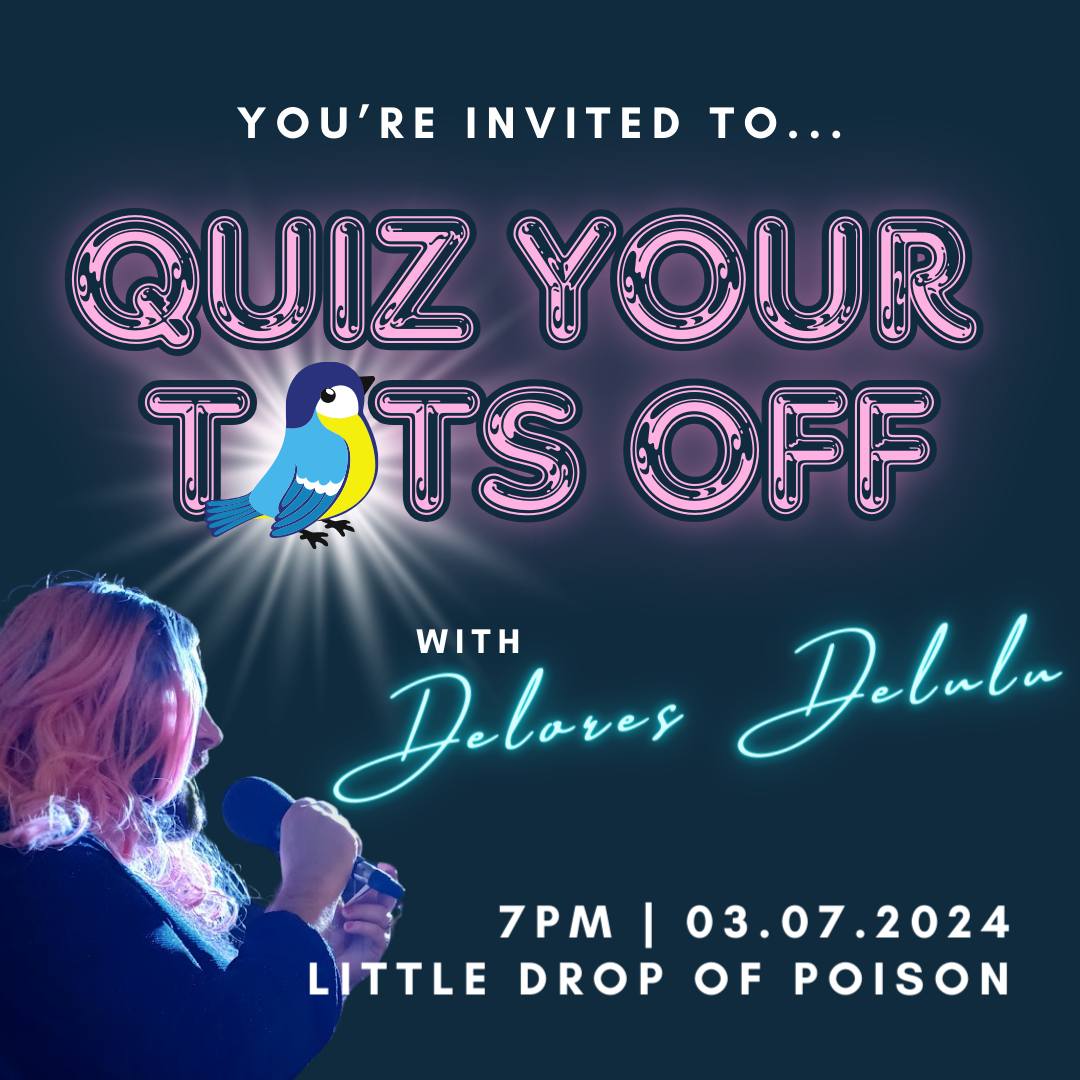 YOU'RE INVITED TO...
QUIZ YOUR
T TS OFF
WITH
Delores Delulu
7PM | 03.07.2024
LITTLE DROP OF POISON